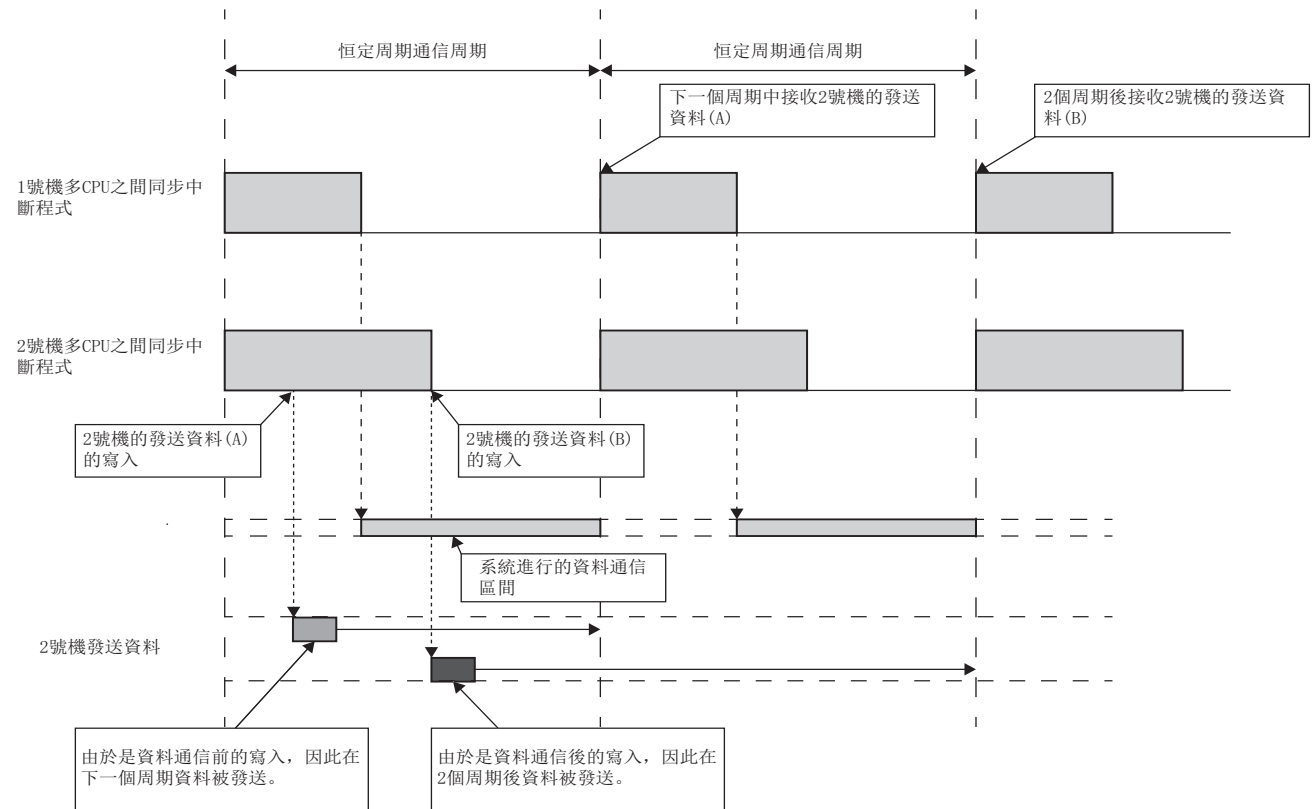 恒定周期通信周期
恒定周期通信周期
下一個周期中接收2號機的發送
資料(A)
2個周期後接收2號機的發送資
料(B)
1號機多CPU之間同步中
斷程式
2號機多CPU之間同步中
斷程式
2號機的發送資料(A)
的寫入
2號機的發送資料(B)
的寫入
系統進行的資料通信
區間
2號機發送資料
由於是資料通信前的寫入，因此在
下一個周期資料被發送。
由於是資料通信後的寫入，因此在
2個周期後資料被發送。